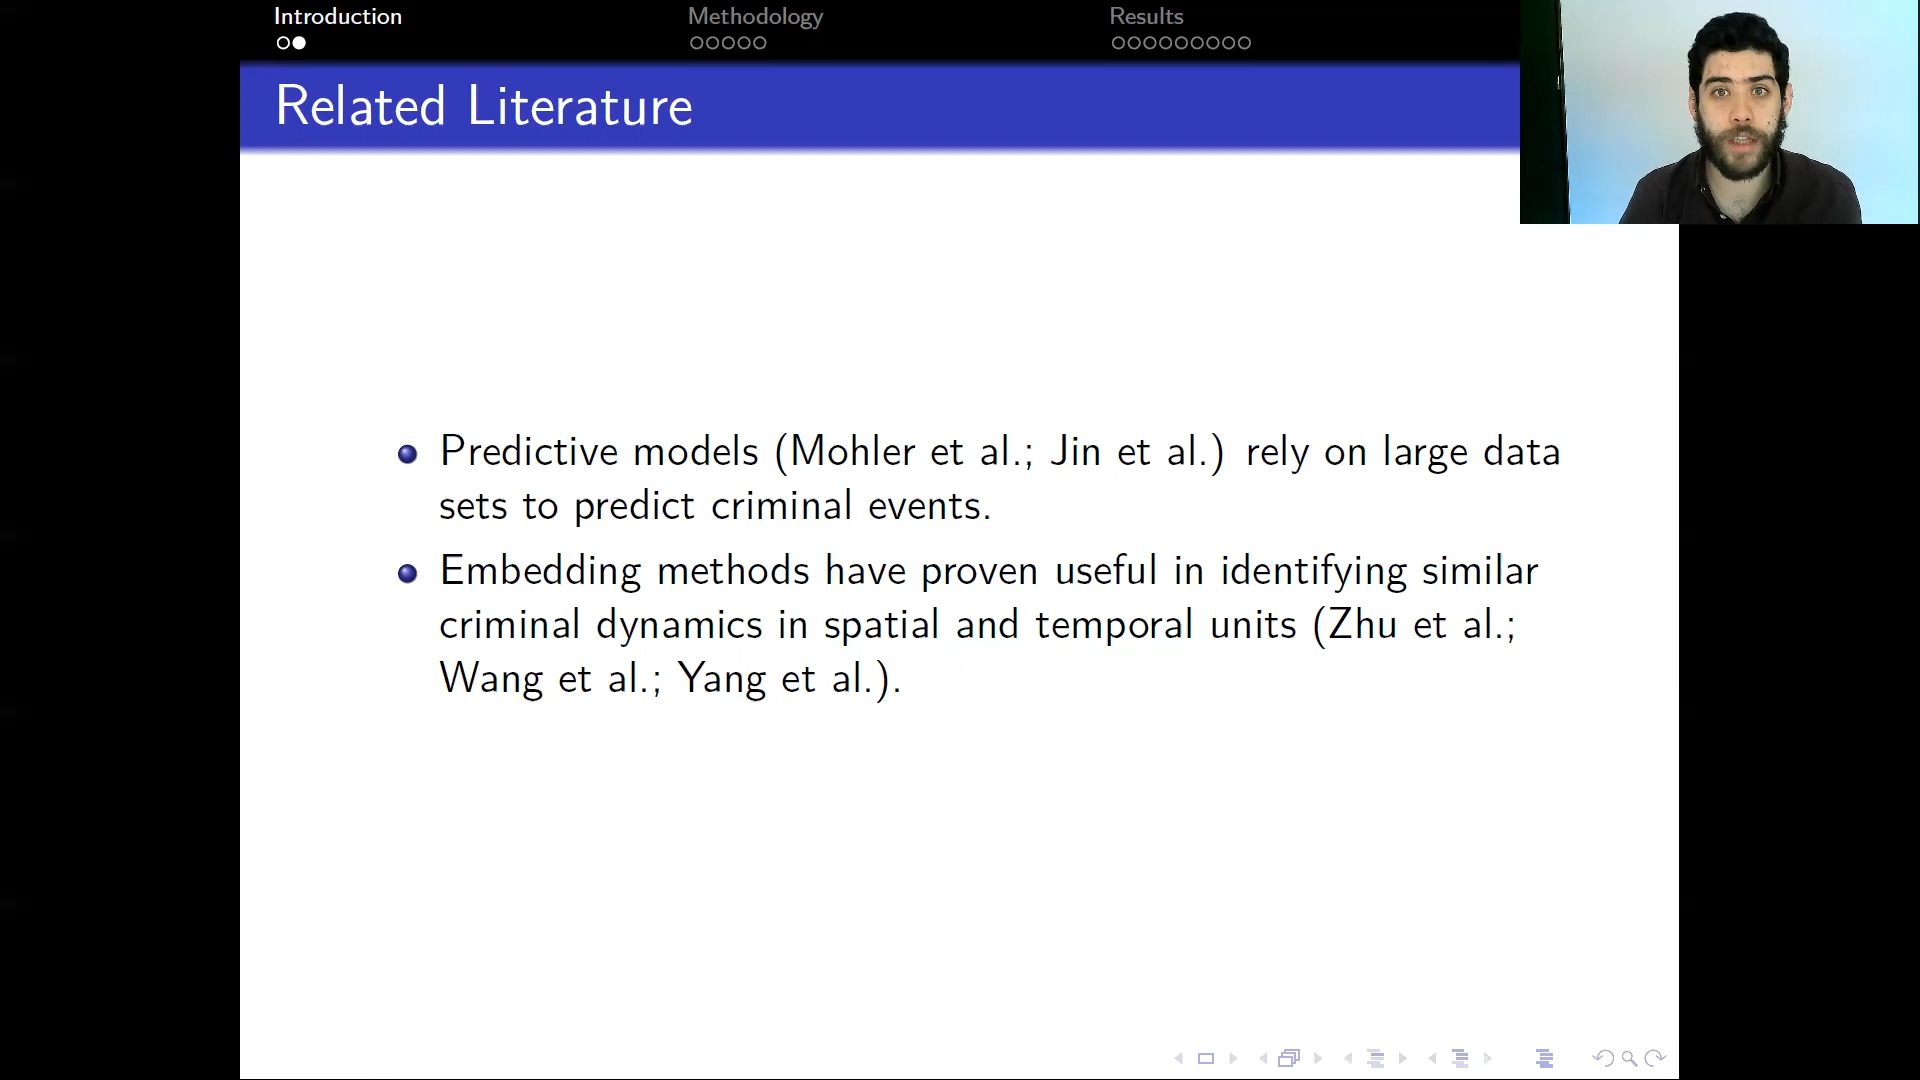 Introduction
Methodology
Results
Related Literature
Predictive models (Mohler et al.; Jin et al.) rely on large data
sets to predict criminal events.
Embedding methods have proven useful in identifying similar
criminal dynamics in spatial and temporal units (Zhu et al.;
Wang et al.; Yang et al.).